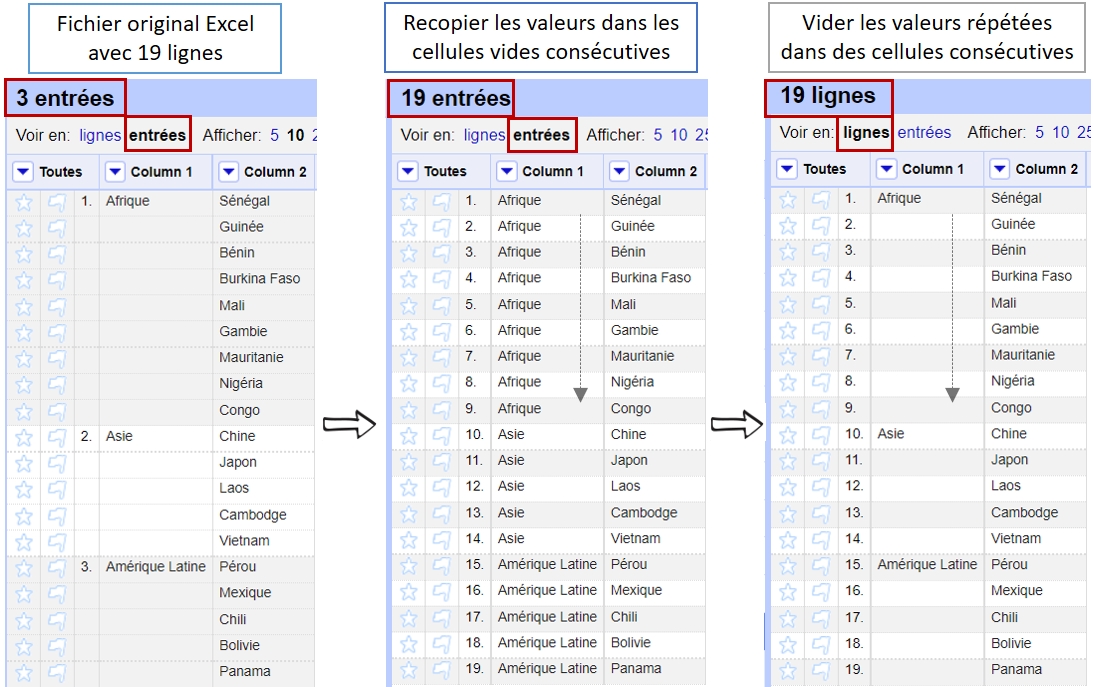 Fichier original Excel
avec 19 lignes
3 entrées
Voir en: lignes entrées Afficher: 5 10
Toutes Column 1 Column 2
1. Afrique Sénégal
Guinée
Bénin
Burkina Faso
Mali
Gambie
Mauritanie
Nigéria
Congo
2. Asie Chine
Japon
Laos
Cambodge
Vietnam
3. Amérique Latine Pérou
Mexique
Chili
Bolivie
Panama
Recopier les valeurs dans les
cellules vides consécutives
19 entrées
Voir en: lignes entrées Afficher: 5 10 25
Toutes Column 1 Column 2
1. Afrique Sénégal
2. Afrique Guinée
3. Afrique Bénin
4. Afrique Burkina Faso
5. Afrique Mali
6. Afrique Gambie
7. Afrique Mauritanie
8. Afrique Nigéria
9. Afrique Congo
10. Asie Chine
11. Asie Japon
12. Asie Laos
13. Asie Cambodge
14. Asie Vietnam
15. Amérique Latine Pérou
16. Amérique Latine Mexique
17. Amérique Latine Chili
18. Amérique Latine Bolivie
19. Amérique Latine Panama
Vider les valeurs répétées
dans des cellules consécutives
19 lignes
Voir en: lignes entrées Afficher: 5 10 25
Toutes Column 1 Column 2
1. Afrique Sénégal
2. Guinée
3. Bénin
4. Burkina Faso
5. Mali
6. Gambie
7. Mauritanie
8. Nigéria
9. Congo
10. Asie Chine
11. Japon
12. Laos
13. Cambodge
14. Vietnam
15. Amérique Latine Pérou
16. Mexique
17. Chili
18. Bolivie
19. Panama